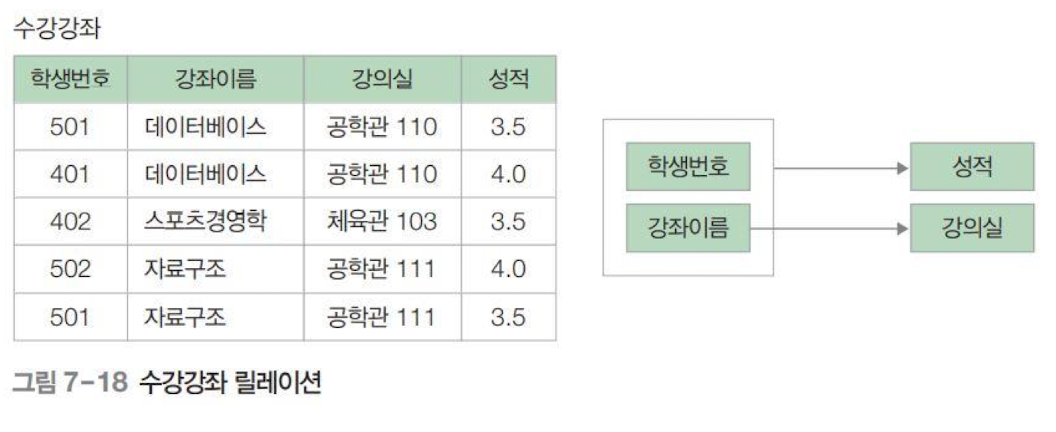 수강강좌
학생번호 강좌이름 강의실 성적
501 데이터베이스 공학관 110 3.5
401 데이터베이스 공학관 110 4.0
402 스포츠경영학 체육관 103 3.5
502 자료구조 공학관 111 4.0
501 자료구조 공학관 111 3.5
학생번호 성적
강좌이름 강의실
그림 7-18 수강강좌 릴레이션